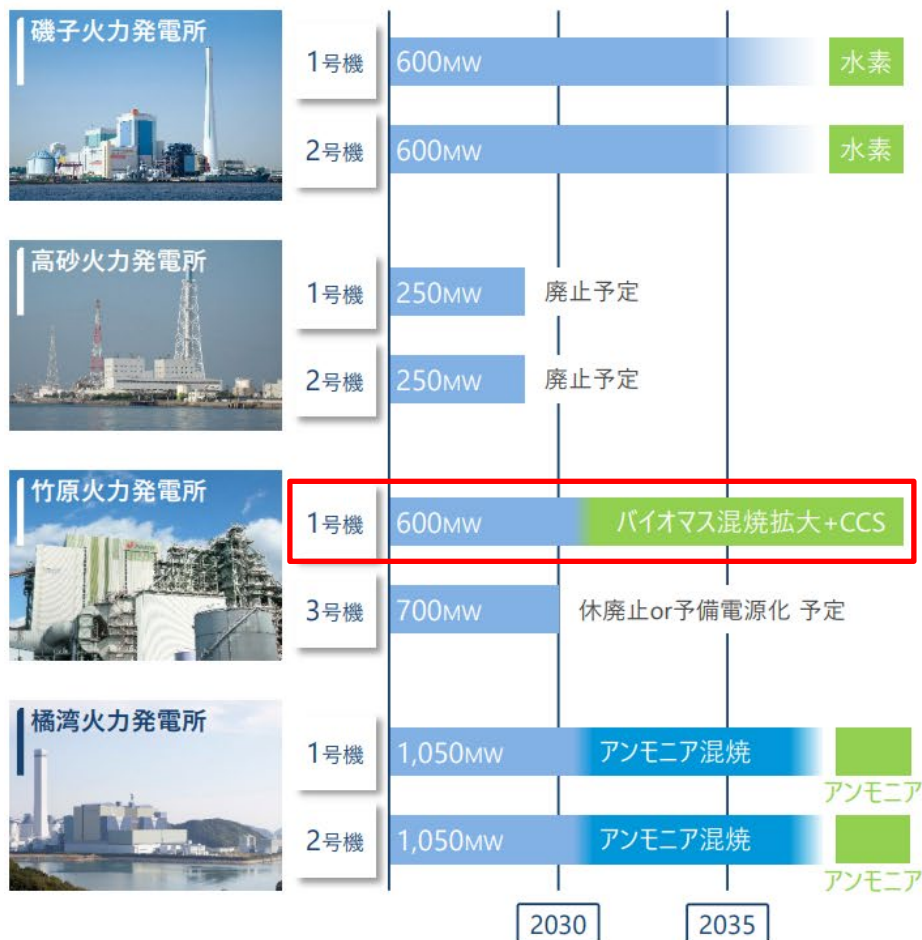 磯子火力発電所
1号機 600MW 水素
2号機 600MW 水素
高砂火力発電所
1号機 250MW 廃止予定
2号機 250MW 廃止予定
竹原火力発電所
1号機 600MW バイオマス混焼拡大+CCS
3号機 700MW 休廃止or予備電源化 予定
橘湾火力発電所
1号機 1,050MW アンモニア混焼
アンモニア
2号機 1,050MW アンモニア混焼
アンモニア
2030 2035